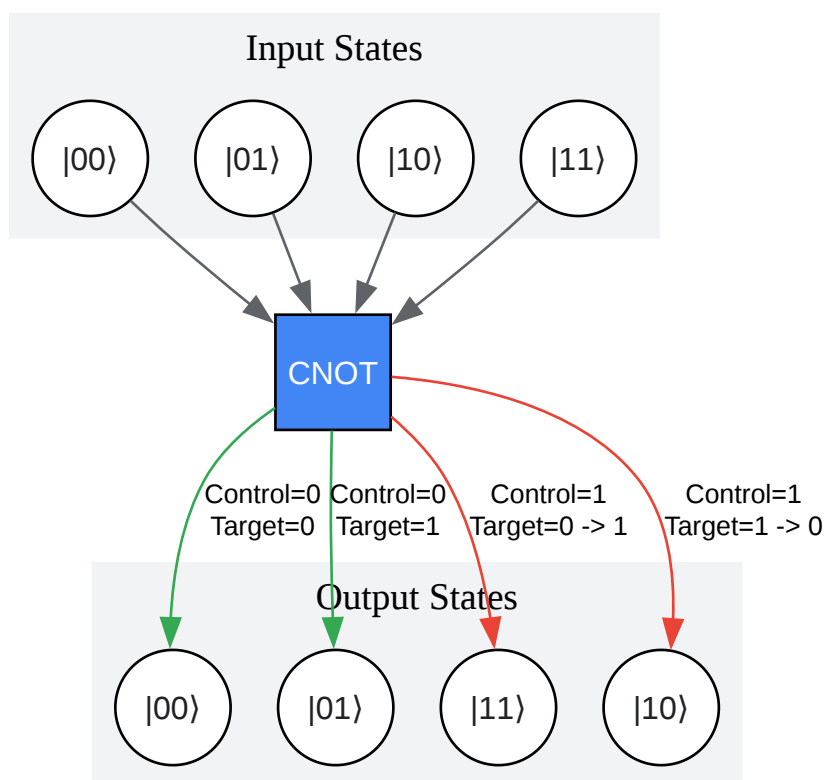 Input States
|00⟩ |01⟩ |10⟩ |11⟩
CNOT
Control=0 Control=0 Control=1 Control=1
Target=0 Target=1 Target=0 -> 1 Target=1 -> 0
Output States
|00⟩ |01⟩ |11⟩ |10⟩